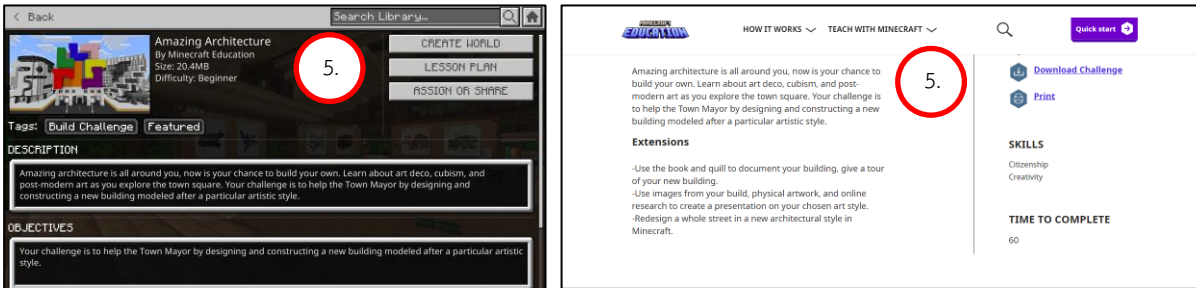 < Back
Search Library...
Amazing Architecture
By Minecraft Education
Size: 20.4MB
Difficulty: Beginner
5.
CREATE WORLD
LESSON PLAN
ASSIGN OR SHARE
Tags: Build Challenge Featured
DESCRIPTION
Amazing architecture is all around you, now is your chance to build your own. Learn about art deco, cubism, and
post-modern art as you explore the town square. Your challenge is to help the Town Mayor by designing and
constructing a new building modeled after a particular artistic style.
OBJECTIVES
Your challenge is to help the Town Mayor by designing and constructing a new building modeled after a particular artistic
style.
MINECRAFT
EDUCATION
HOW IT WORKS
TEACH WITH MINECRAFT
Quick start
Amazing architecture is all around you, now is your chance to
build your own. Learn about art deco, cubism, and post-
modern art as you explore the town square. Your challenge is
to help the Town Mayor by designing and constructing a new
building modeled after a particular artistic style.
5.
Extensions
-Use the book and quill to document your building, give a tour
of your new building.
-Use images from your build, physical artwork, and online
research to create a presentation on your chosen art style.
-Redesign a whole street in a new architectural style in
Minecraft.
Download Challenge
Print
SKILLS
Citizenship
Creativity
TIME TO COMPLETE
60